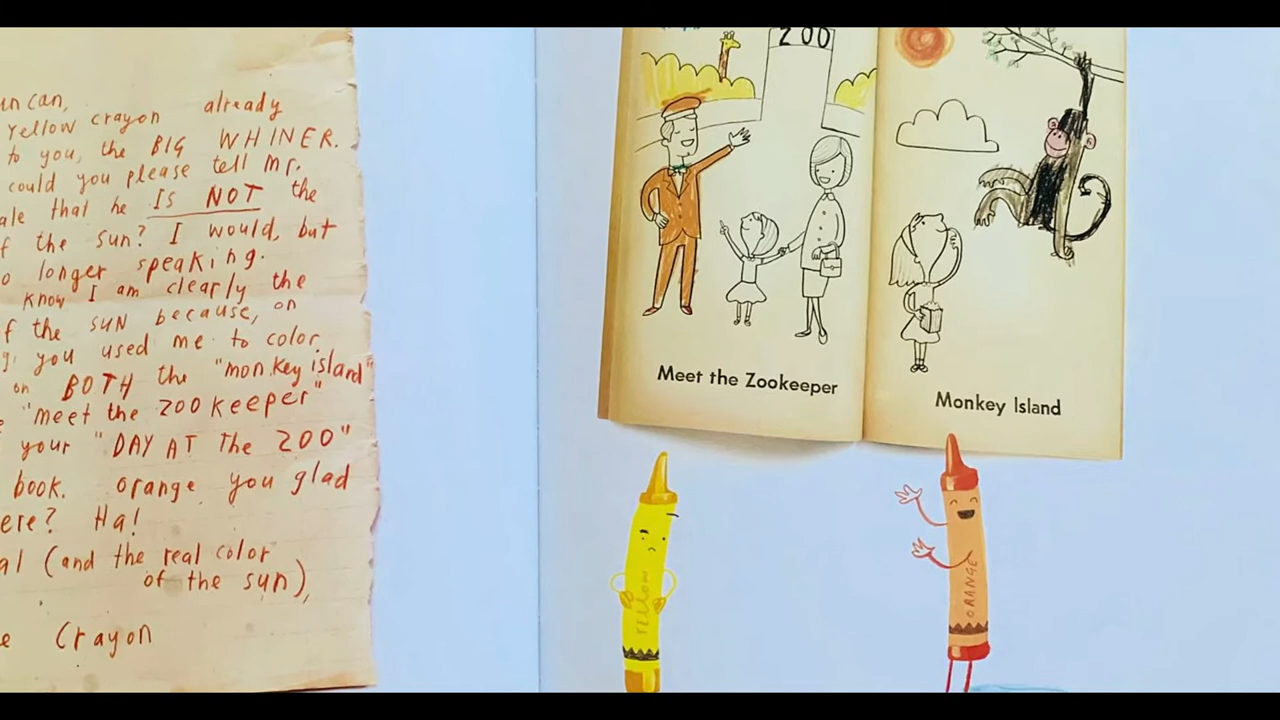 uncan,
Yellow crayon already
to you, the BIG WHINER.
could you please tell Mr.
ale that he IS NOT the
f the sun? I would, but
o longer speaking.
know I am clearly the
f the SUN because, on
g, you used me to color
on BOTH the "monkey island"
e "meet the ZOO keeper"
your "DAY AT The ZOO"
book. orange you glad
ere? Ha!
al (and the real color
of the sun),
e Crayon
ZOO
Meet the Zookeeper
Monkey Island
YELLOW
ORANGE